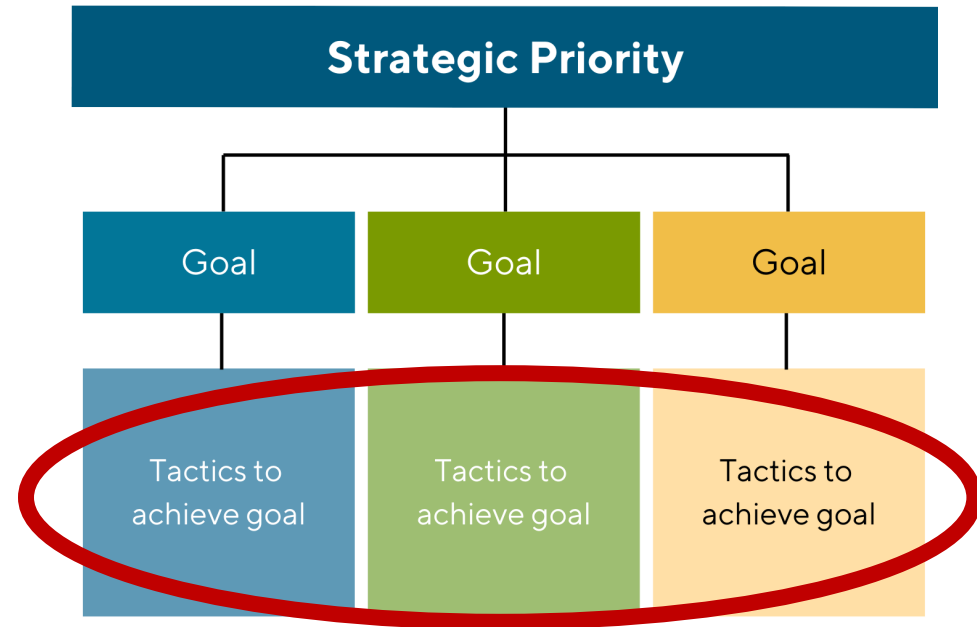 Strategic Priority
Goal
Goal
Goal
Tactics to
achieve goal
Tactics to
achieve goal
Tactics to
achieve goal